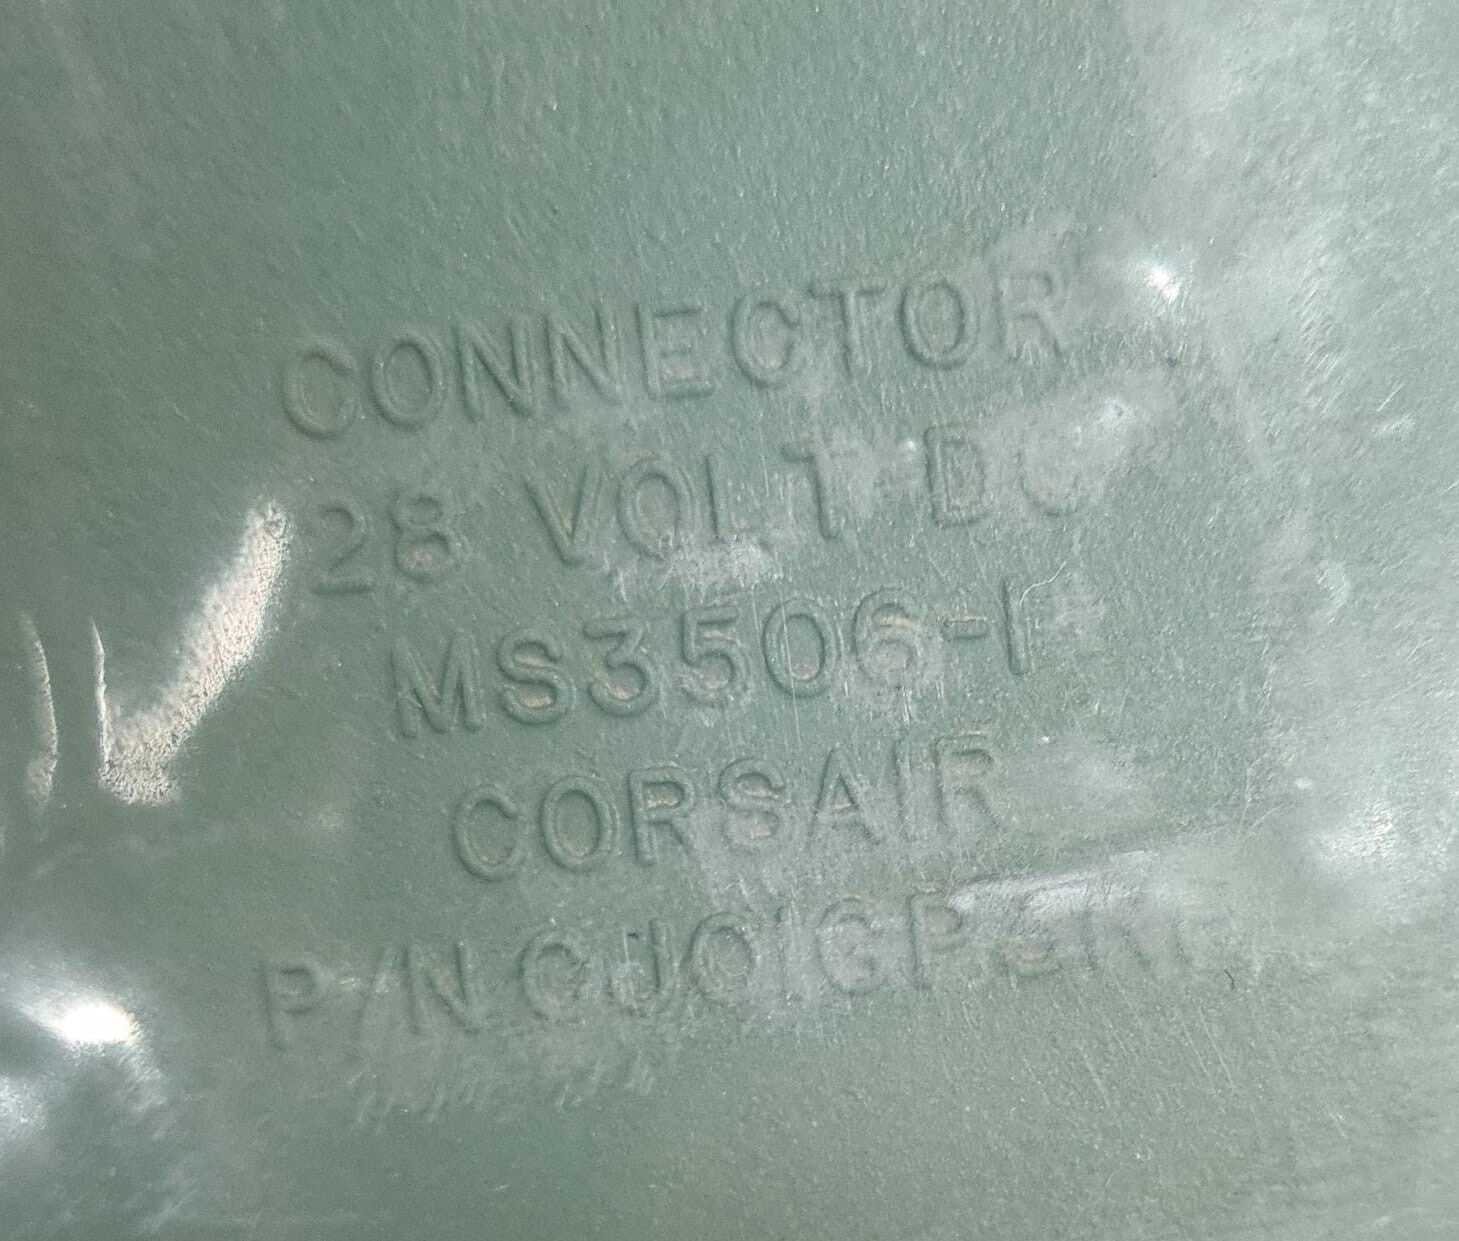 CONNECTOR
28 VOLT DC
MS3506-1
CORSAIR
P/N